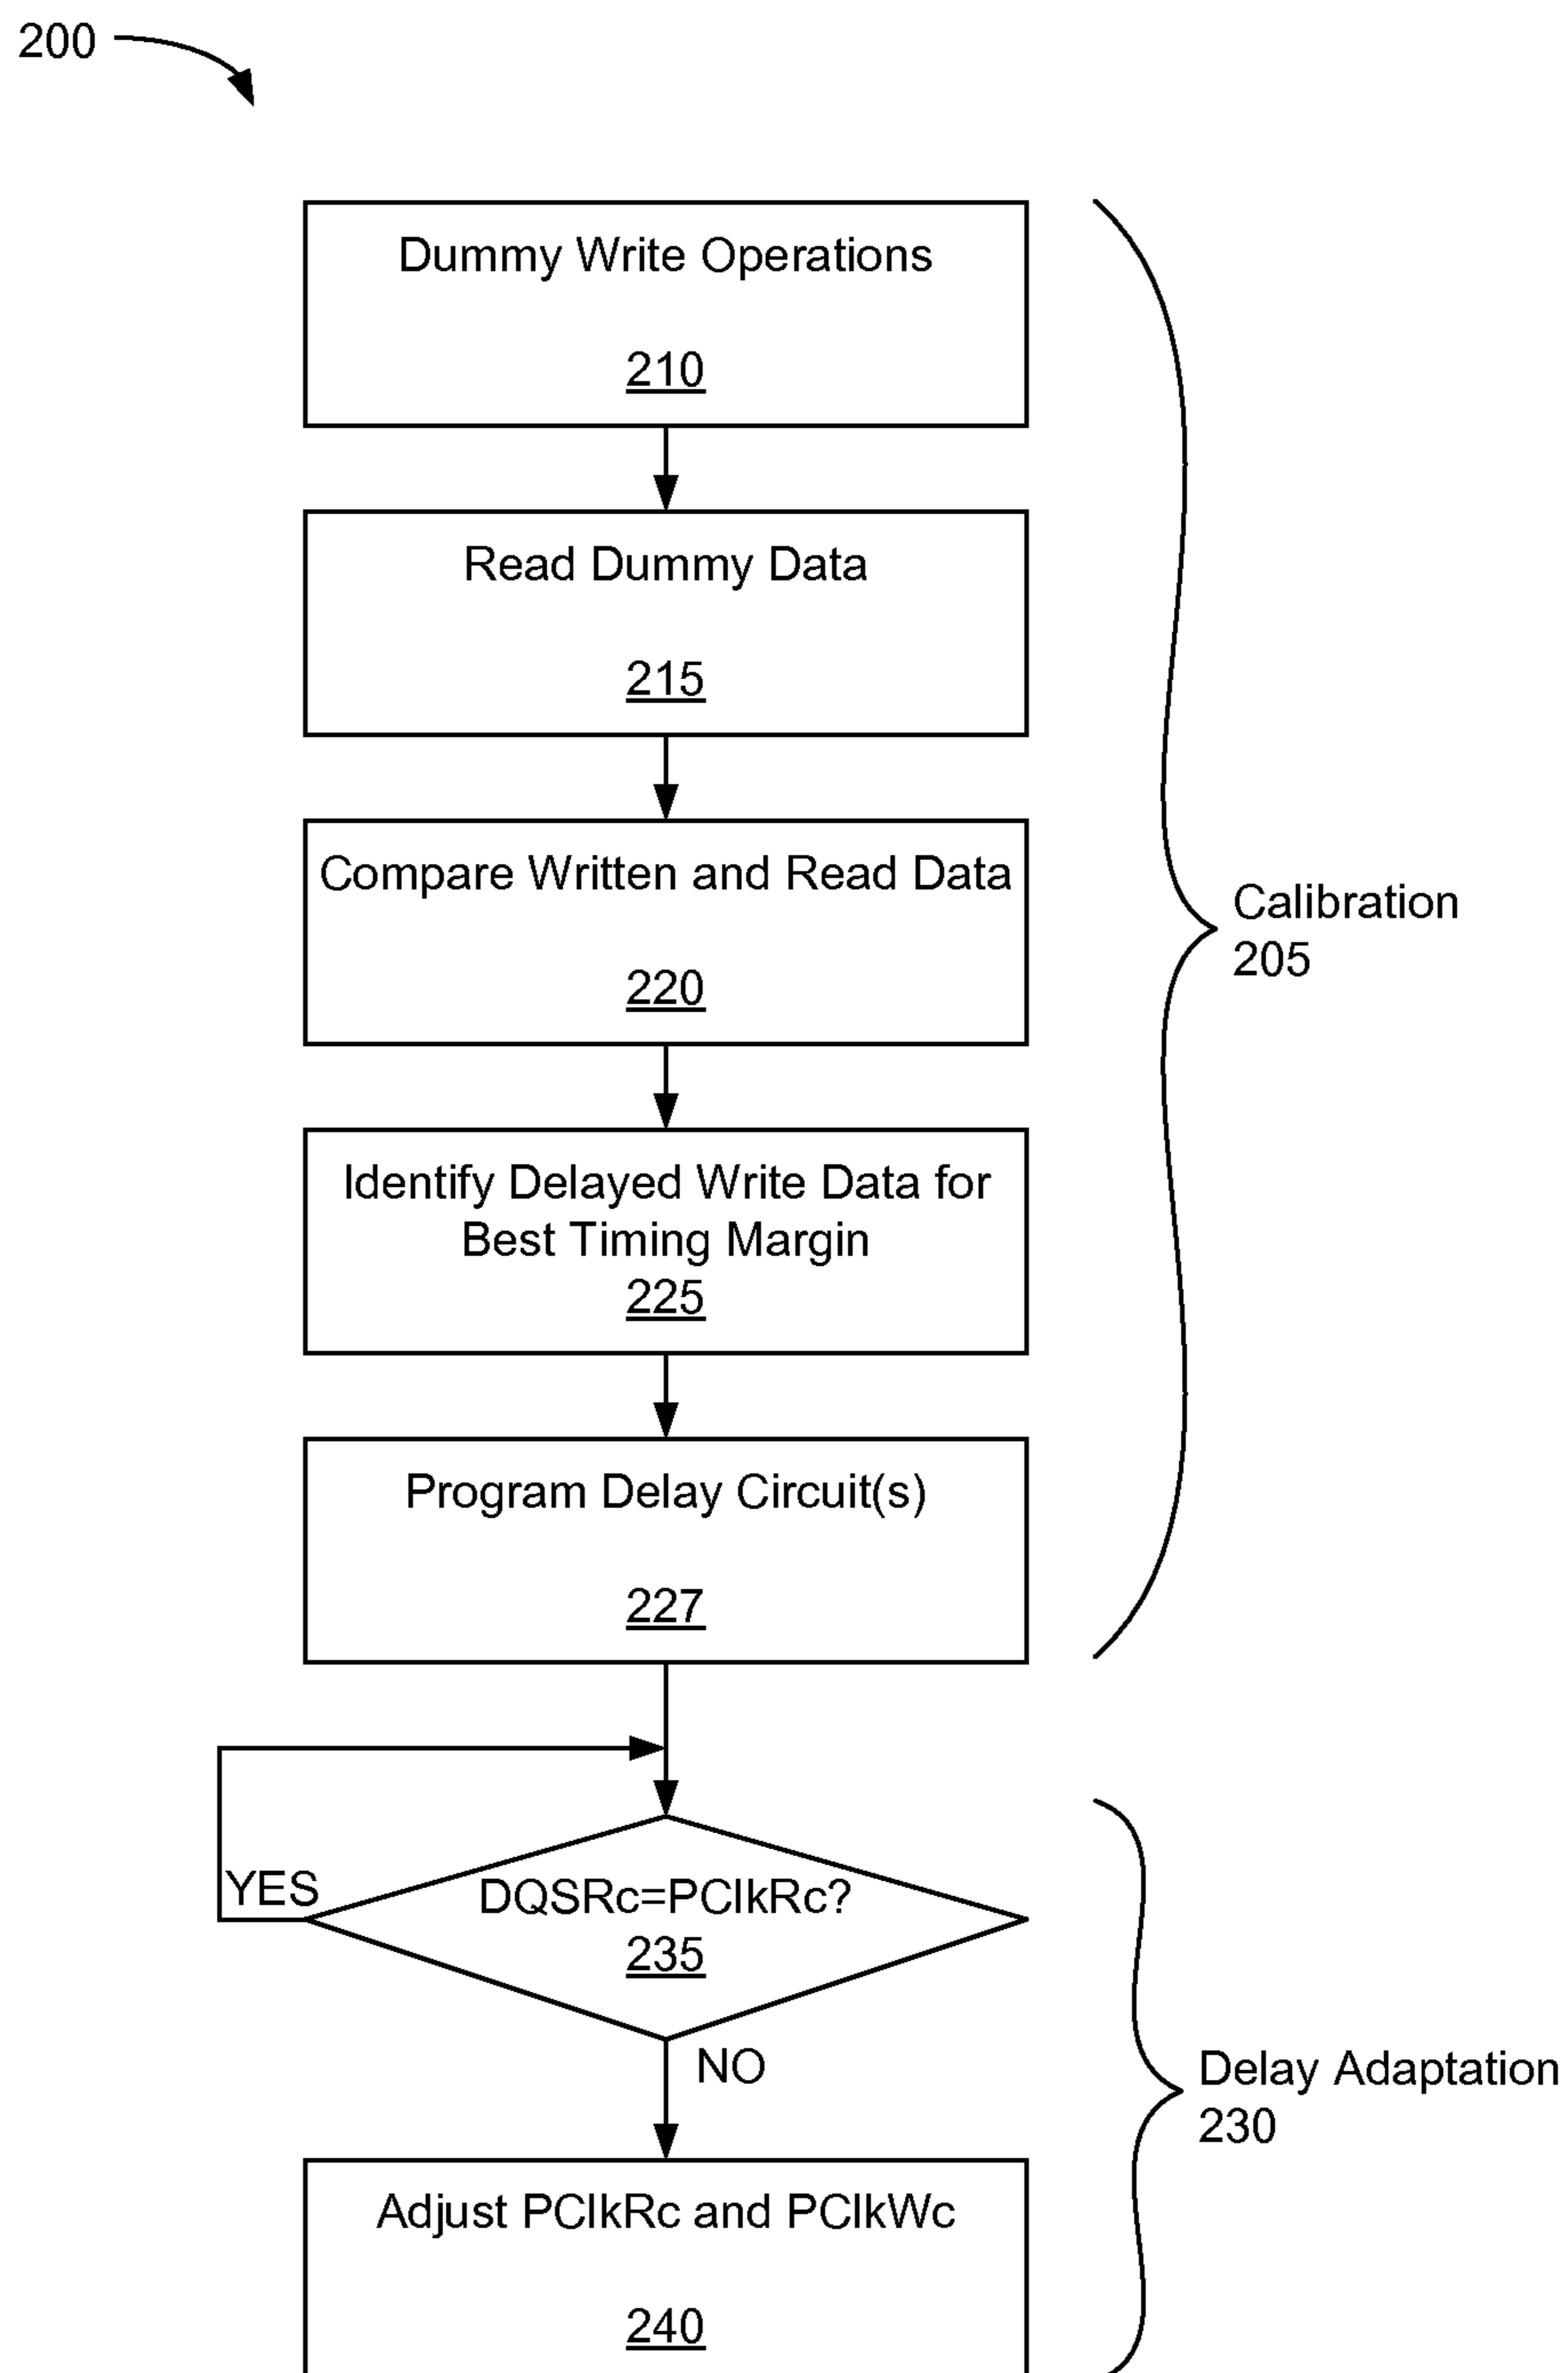 200
Dummy Write Operations
210
Read Dummy Data
215
Compare Written and Read Data
220
Calibration
205
Identify Delayed Write Data for
Best Timing Margin
225
Program Delay Circuit(s)
227
YES
DQSRc=PClkRc?
235
NO
Delay Adaptation
230
Adjust PClkRc and PClkWc
240